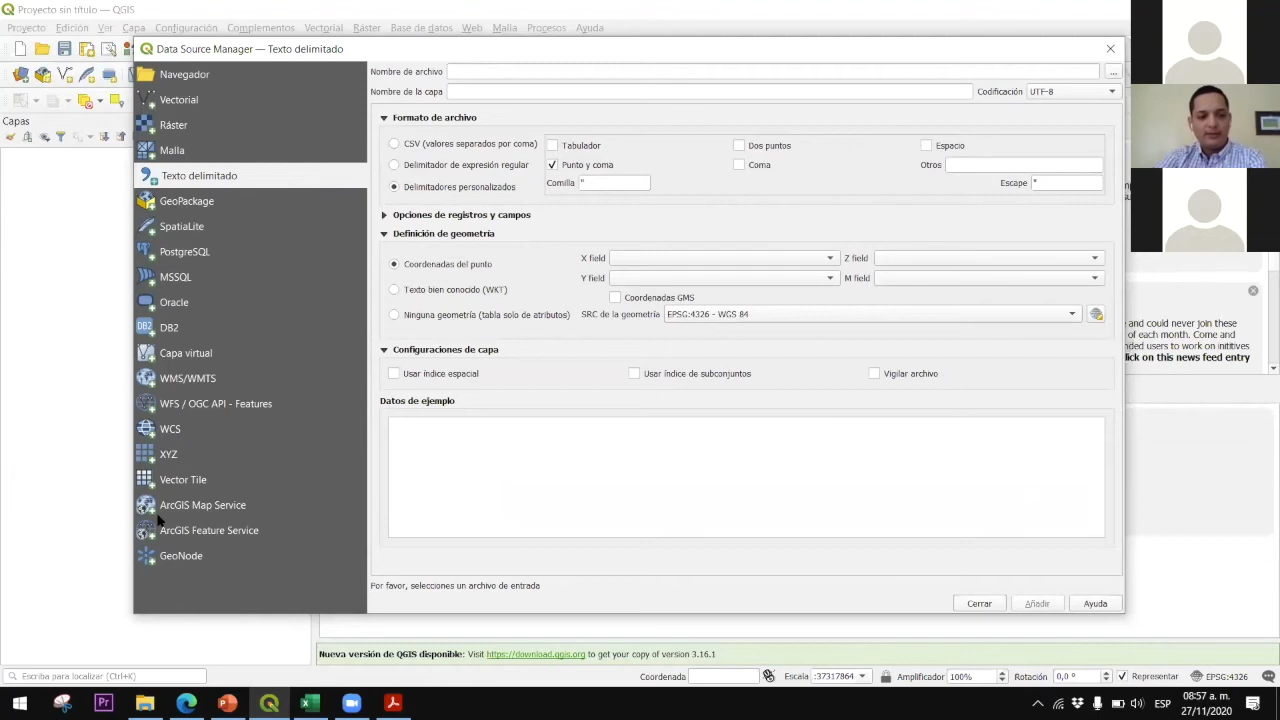 Proyecto sin título — QGIS
Proyecto Edición Ver Capa Configuración Complementos Vectorial Ráster Base de datos Web Malla Procesos Ayuda
Data Source Manager — Texto delimitado
Navegador
Vectorial
Ráster
Malla
Texto delimitado
GeoPackage
SpatiaLite
PostgreSQL
MSSQL
Oracle
DB2
DB2
Capa virtual
WMS/WMTS
WFS / OGC API - Features
WCS
XYZ
Vector Tile
ArcGIS Map Service
ArcGIS Feature Service
GeoNode
Nombre de archivo
...
Nombre de la capa
Codificación UTF-8
Formato de archivo
CSV (valores separados por coma)
Tabulador
Dos puntos
Espacio
Delimitador de expresión regular
Punto y coma
Coma
Otros
Delimitadores personalizados
Comilla "
Escape "
Opciones de registros y campos
Definición de geometría
Coordenadas del punto
X field
Z field
Y field
M field
Texto bien conocido (WKT)
Coordenadas GMS
Ninguna geometría (tabla solo de atributos)
SRC de la geometría EPSG:4326 - WGS 84
Configuraciones de capa
Usar índice espacial
Usar índice de subconjuntos
Vigilar archivo
Datos de ejemplo
Por favor, selecciones un archivo de entrada
Cerrar Añadir Ayuda
Capas
e and could never join these
of each month. Come and
nded users to work on initiives
lick on this news feed entry
Nueva versión de QGIS disponible: Visit https://download.qgis.org to get your copy of version 3.16.1
Escriba para localizar (Ctrl+K)
Coordenada
Escala :37317864
Amplificador 100%
Rotación 0,0 °
Representar
EPSG:4326
Pr
ESP
08:57 a. m.
27/11/2020